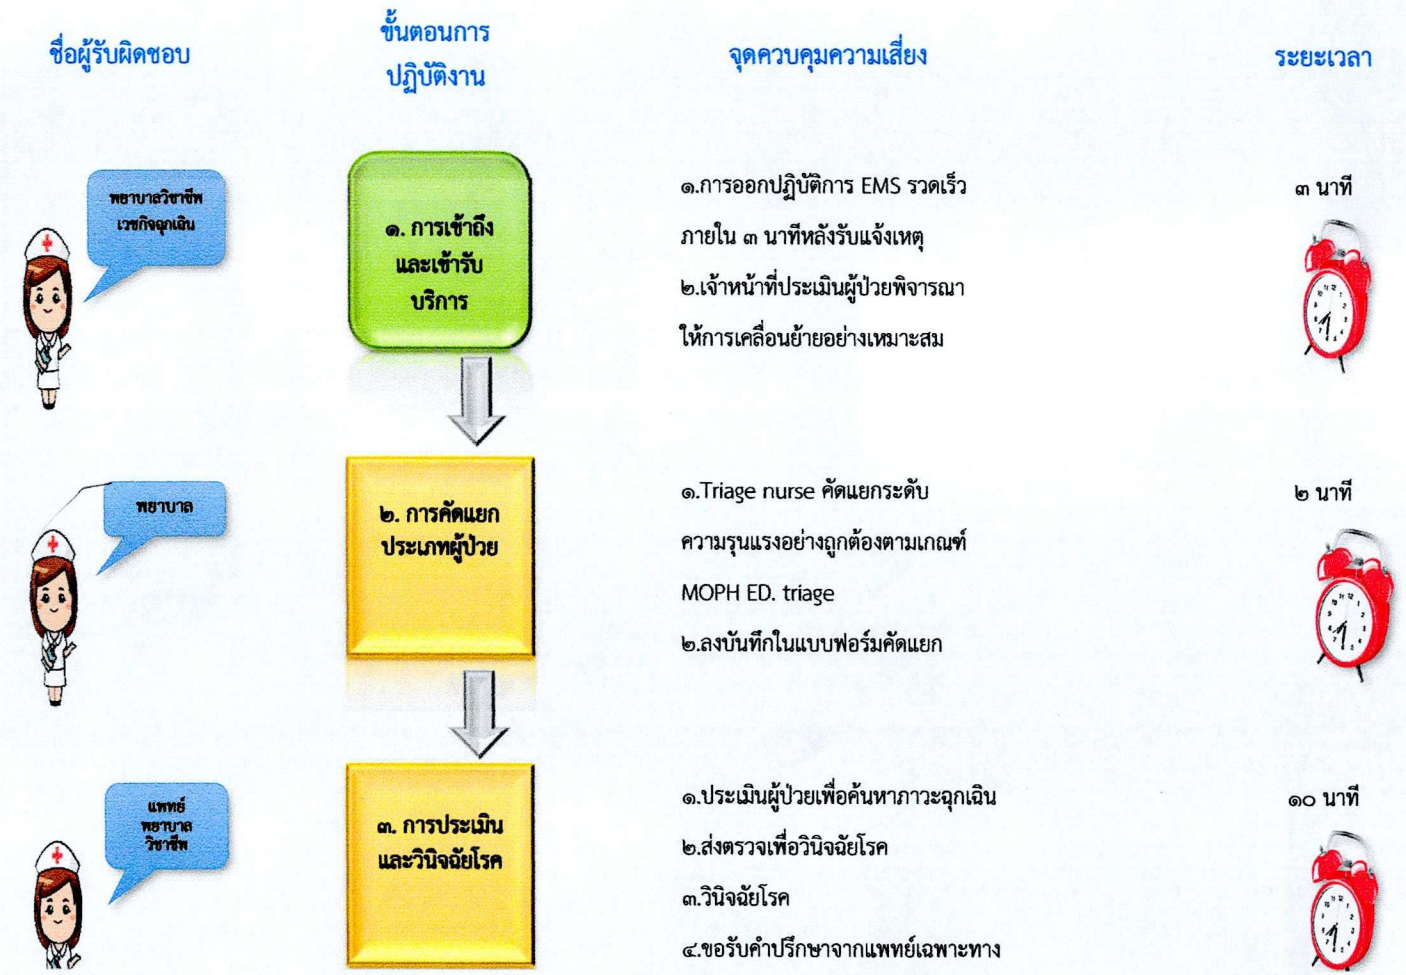 ชื่อผู้รับผิดชอบ
ขั้นตอนการ
ปฏิบัติงาน
จุดควบคุมความเสี่ยง
ระยะเวลา
พยาบาลวิชาชีพ
เวชกิจฉุกเฉิน
๑. การเข้าถึง
และเข้ารับ
บริการ
๑.การออกปฏิบัติการ EMS รวดเร็ว
ภายใน ๓ นาทีหลังรับแจ้งเหตุ
๒.เจ้าหน้าที่ประเมินผู้ป่วยพิจารณา
ให้การเคลื่อนย้ายอย่างเหมาะสม
๓ นาที
พยาบาล
๒. การคัดแยก
ประเภทผู้ป่วย
๑.Triage nurse คัดแยกระดับ
ความรุนแรงอย่างถูกต้องตามเกณฑ์
MOPH ED. triage
๒.ลงบันทึกในแบบฟอร์มคัดแยก
๒ นาที
แพทย์
พยาบาล
วิชาชีพ
๓. การประเมิน
และวินิจฉัยโรค
๑.ประเมินผู้ป่วยเพื่อค้นหาภาวะฉุกเฉิน
๒.ส่งตรวจเพื่อวินิจฉัยโรค
๓.วินิจฉัยโรค
๔.ขอรับคำปรึกษาจากแพทย์เฉพาะทาง
๑๐ นาที